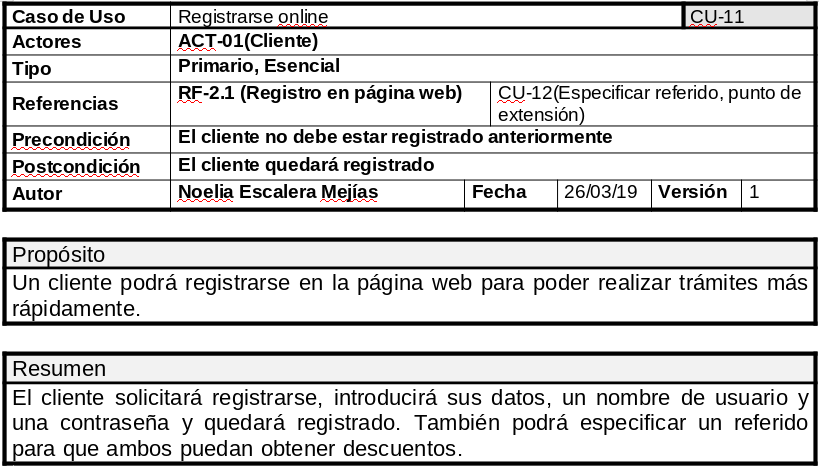 Caso de Uso Registrarse online CU-11
Actores ACT-01(Cliente)
Tipo Primario, Esencial
Referencias RF-2.1 (Registro en página web) CU-12(Especificar referido, punto de
extensión)
Precondición El cliente no debe estar registrado anteriormente
Postcondición El cliente quedará registrado
Autor Noelia Escalera Mejías Fecha 26/03/19 Versión 1
Propósito
Un cliente podrá registrarse en la página web para poder realizar trámites más
rápidamente.
Resumen
El cliente solicitará registrarse, introducirá sus datos, un nombre de usuario y
una contraseña y quedará registrado. También podrá especificar un referido
para que ambos puedan obtener descuentos.